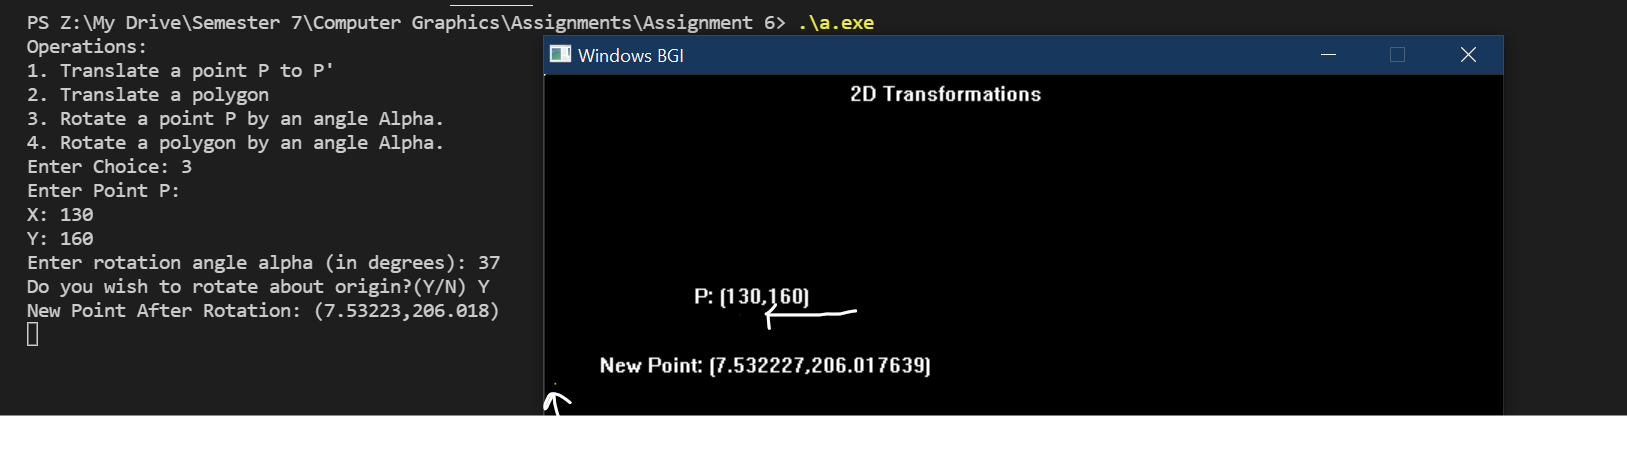 PS Z:\My Drive\Semester 7\Computer Graphics\Assignments\Assignment 6> .\a.exe
Operations:
1. Translate a point P to P'
2. Translate a polygon
3. Rotate a point P by an angle Alpha.
4. Rotate a polygon by an angle Alpha.
Enter Choice: 3
Enter Point P:
X: 130
Y: 160
Enter rotation angle alpha (in degrees): 37
Do you wish to rotate about origin?(Y/N) Y
New Point After Rotation: (7.53223,206.018)
Windows BGI
2D Transformations
P: (130,160)
New Point: (7.532227,206.017639)